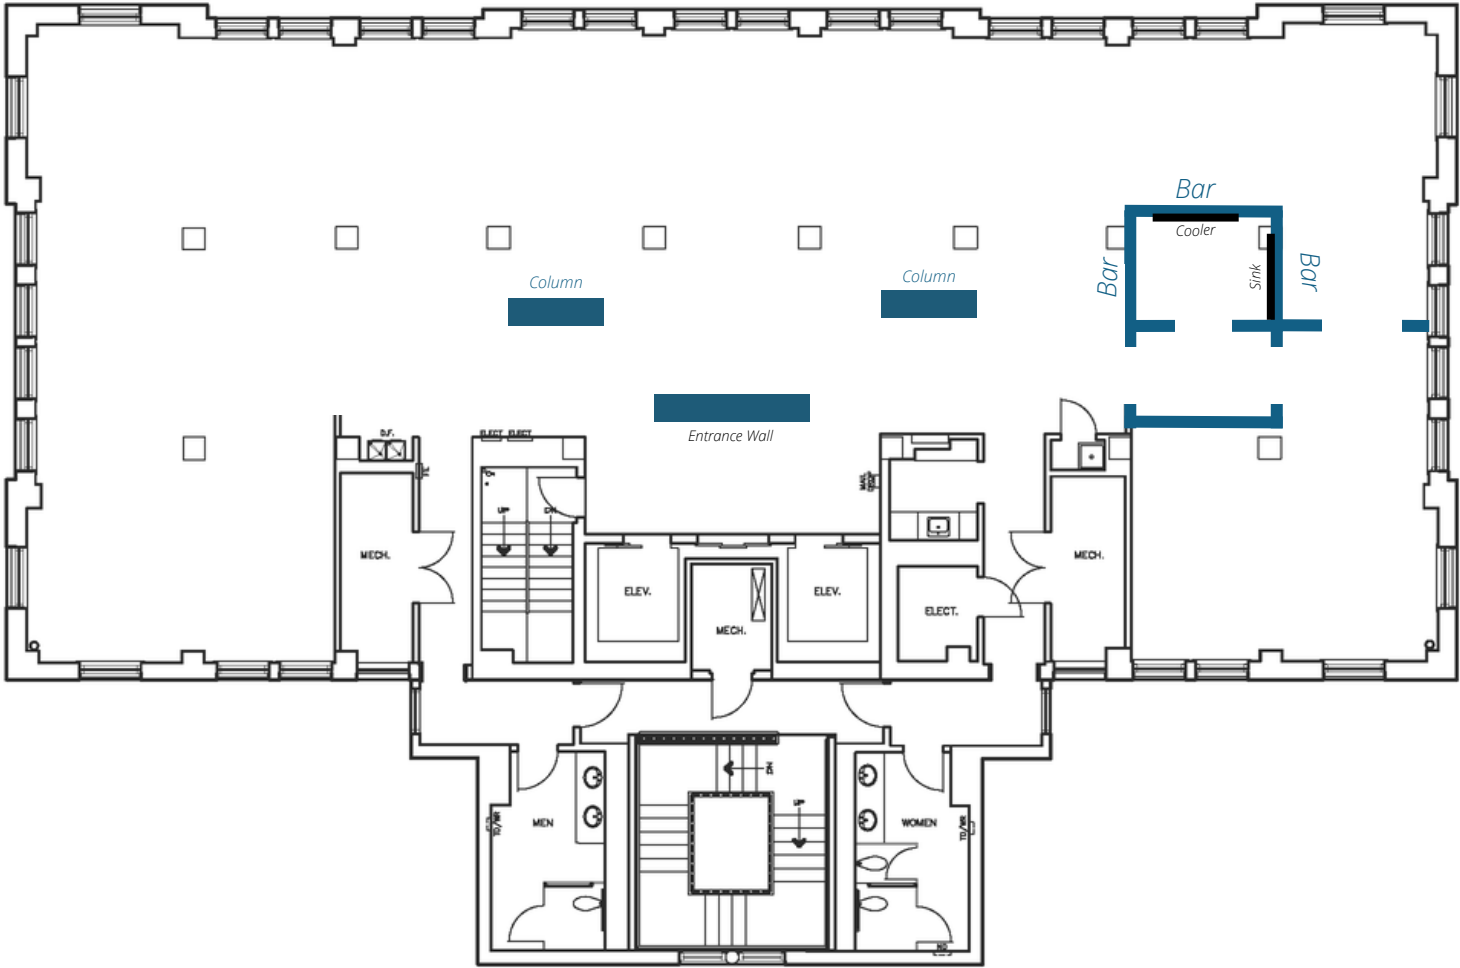 Bar
Cooler
Bar
Sink
Bar
Column
Column
Entrance Wall
D.F.
ELECT ELECT
MAIL
UP
DN
MECH.
MECH.
ELEV.
ELEV.
ELECT.
MECH.
DN
UP
MEN
WOMEN